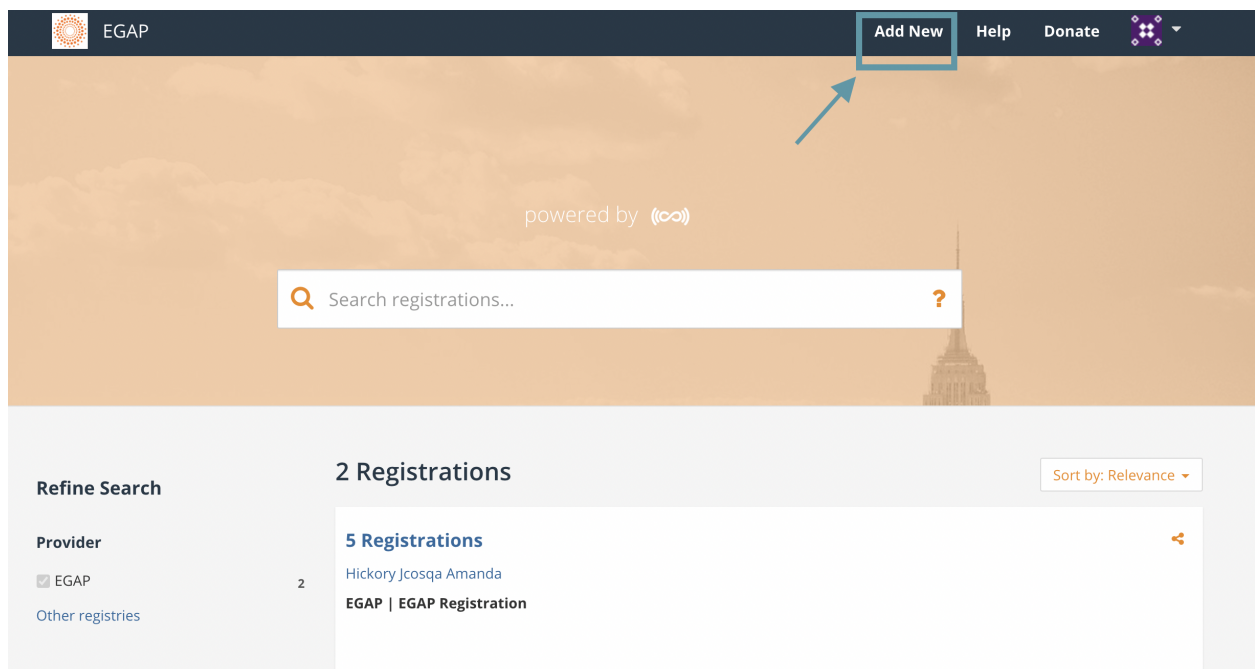 EGAP
Add New Help Donate
powered by
Search registrations...
?
Refine Search
Provider
EGAP 2
Other registries
2 Registrations
Sort by: Relevance
5 Registrations
Hickory Jcosqa Amanda
EGAP | EGAP Registration